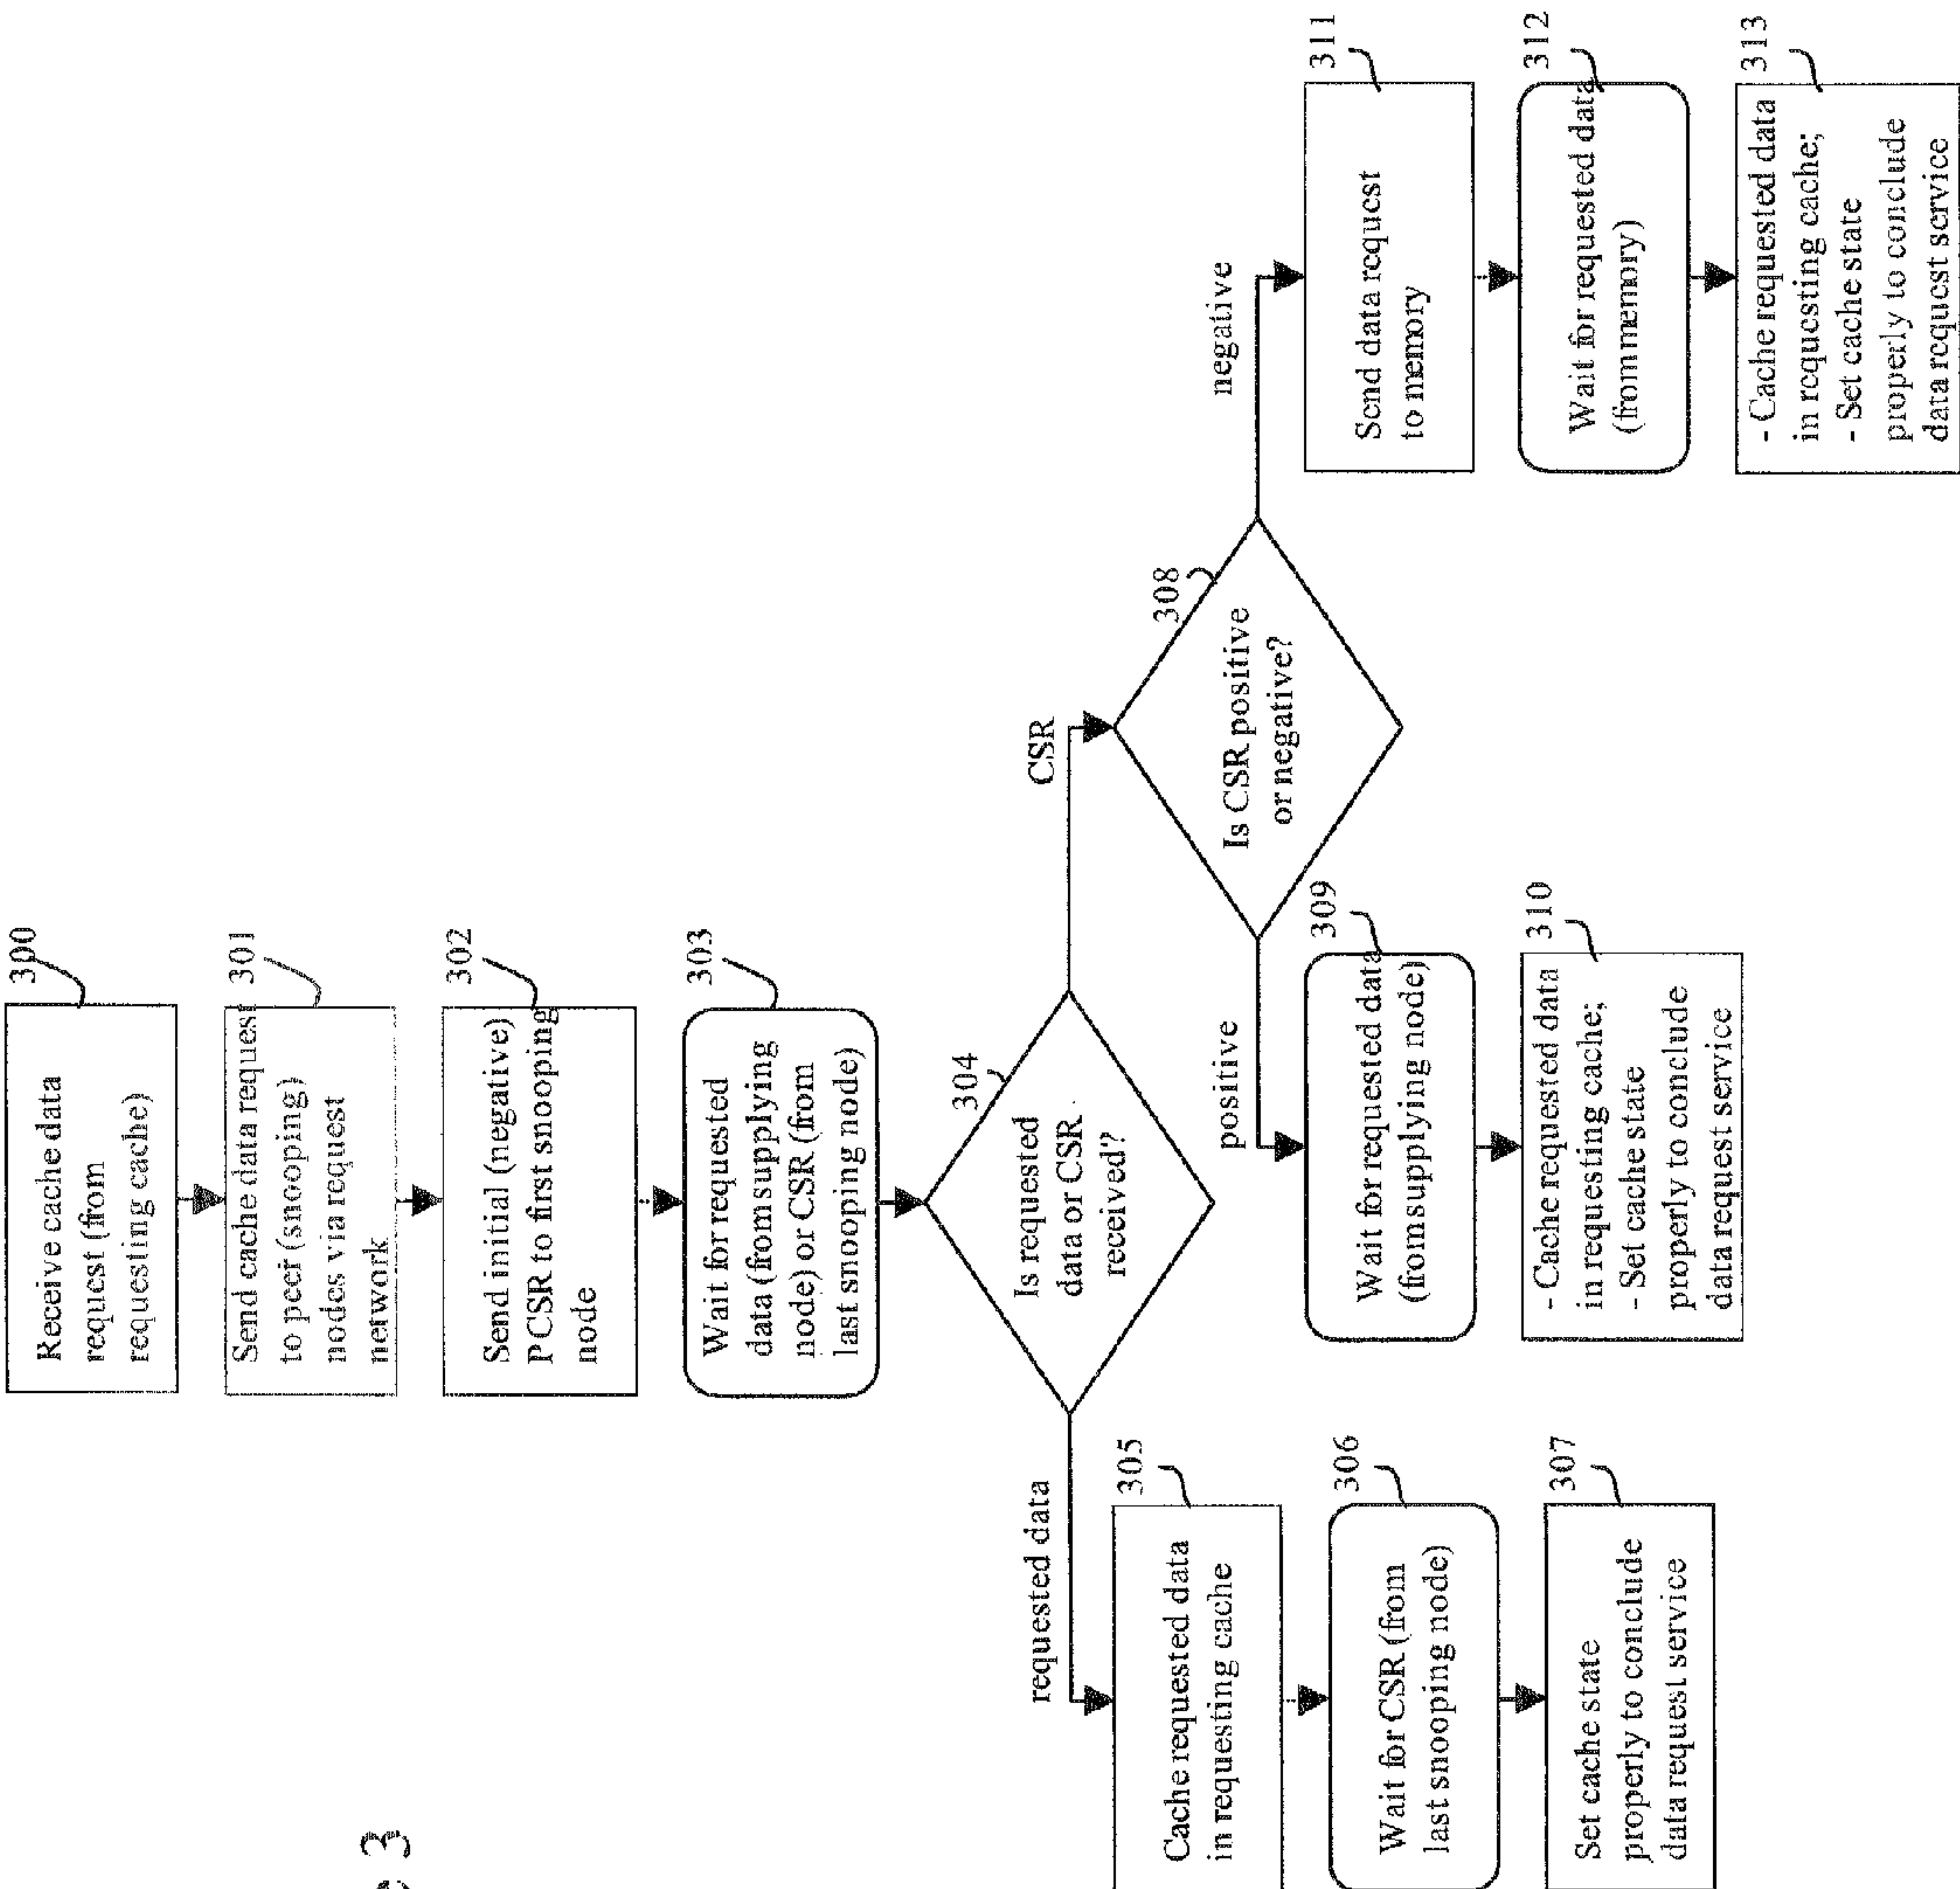 300
Receive cache data
request (from
requesting cache)
301
Send cache data request
to peer (snooping)
nodes via request
network
302
Send initial (negative)
PCSR to first snooping
node
303
Wait for requested
data (from supplying
node) or CSR (from
last snooping node)
304
Is requested
data or CSR
received?
requested data
CSR
305
Cache requested data
in requesting cache
306
Wait for CSR (from
last snooping node)
307
Set cache state
properly to conclude
data request service
308
Is CSR positive
or negative?
positive
negative
309
Wait for requested data
(from supplying node)
310
- Cache requested data
in requesting cache;
- Set cache state
properly to conclude
data request service
311
Send data request
to memory
312
Wait for requested data
(from memory)
313
- Cache requested data
in requesting cache;
- Set cache state
properly to conclude
data request service
3